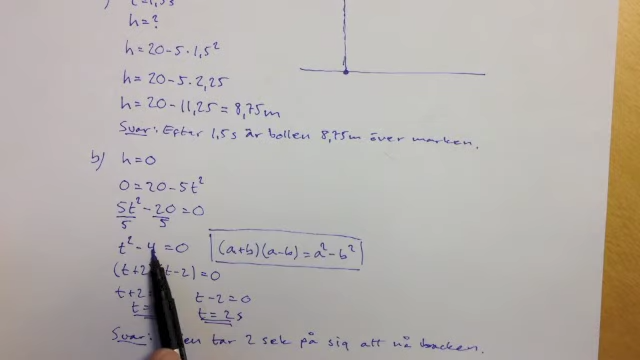 t=1,5s
h=?
h=20-5·1,5²
h=20-5·2,25
h=20-11,25=8,75m
Svar: Efter 1,5s är bollen 8,75m över marken.
b) h=0
0=20-5t²
5t²/5 - 20/5 = 0
t²-4=0 (a+b)(a-b)=a²-b²
(t+2 t-2)=0
t+2 t-2=0
t= t=2s
Svar: tar 2 sek på sig att nå backen.